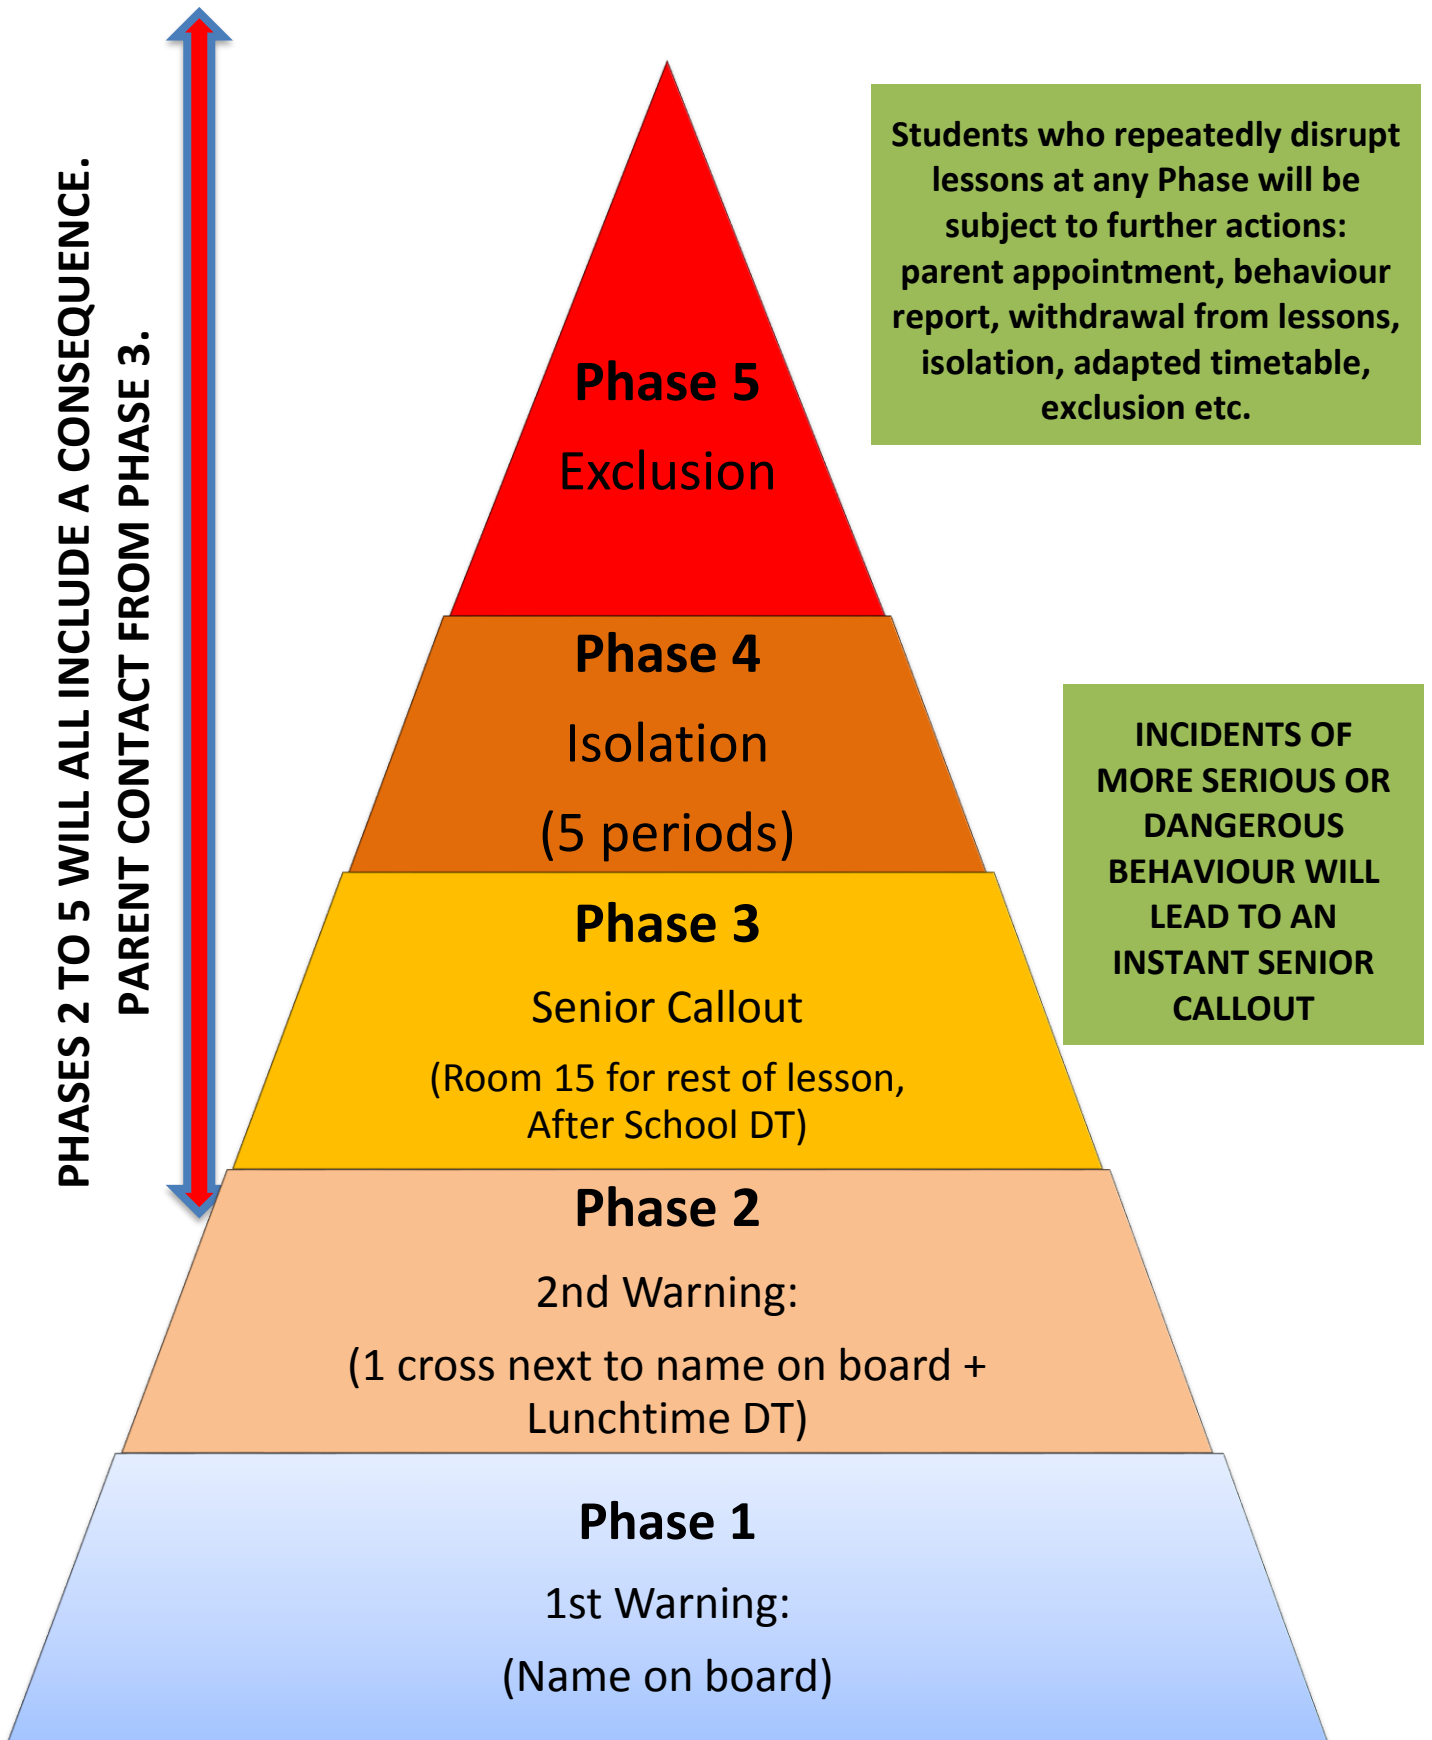 PHASES 2 TO 5 WILL ALL INCLUDE A CONSEQUENCE.
PARENT CONTACT FROM PHASE 3.
Students who repeatedly disrupt
lessons at any Phase will be
subject to further actions:
parent appointment, behaviour
report, withdrawal from lessons,
isolation, adapted timetable,
exclusion etc.
Phase 5
Exclusion
Phase 4
Isolation
(5 periods)
INCIDENTS OF
MORE SERIOUS OR
DANGEROUS
BEHAVIOUR WILL
LEAD TO AN
INSTANT SENIOR
CALLOUT
Phase 3
Senior Callout
(Room 15 for rest of lesson,
After School DT)
Phase 2
2nd Warning:
(1 cross next to name on board +
Lunchtime DT)
Phase 1
1st Warning:
(Name on board)